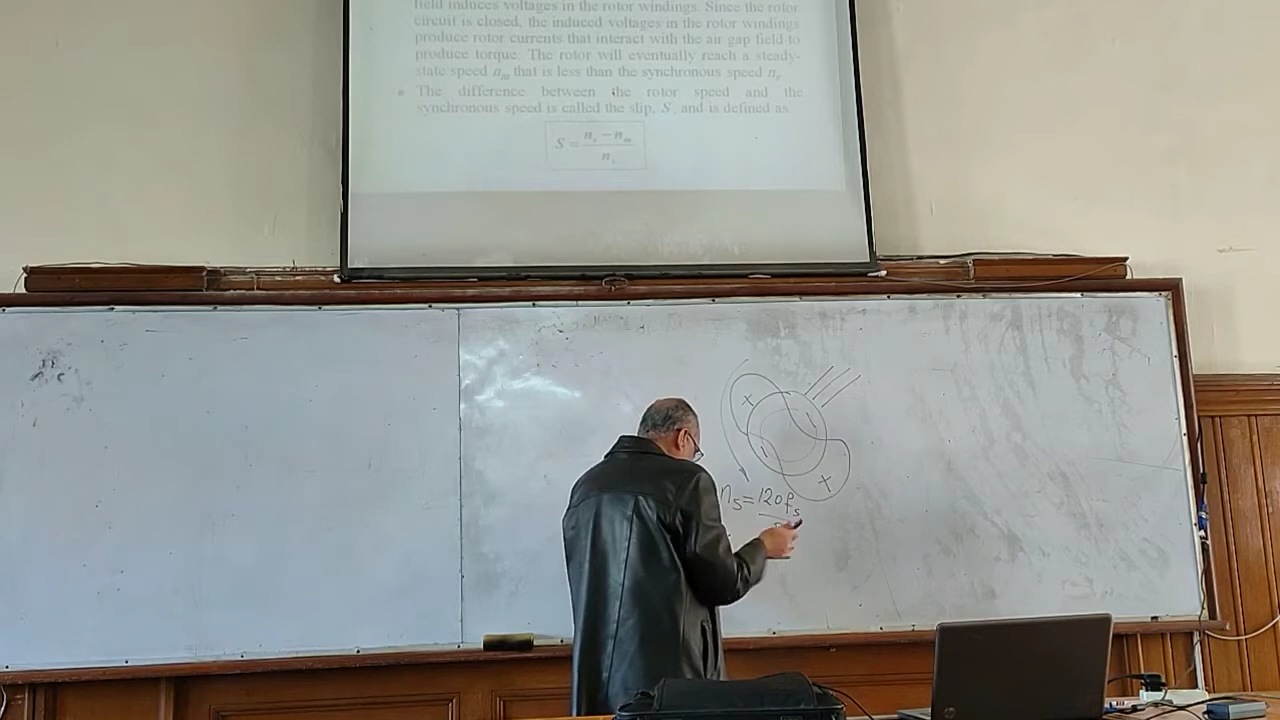 field induces voltages in the rotor windings. Since the rotor
circuit is closed, the induced voltages in the rotor windings
produce rotor currents that interact with the air gap field to
produce torque. The rotor will eventually reach a steady-
state speed nm that is less than the synchronous speed ns
• The difference between the rotor speed and the
synchronous speed is called the slip, S, and is defined as
S = (ns − nm) / ns
+
+
ns = 120fs